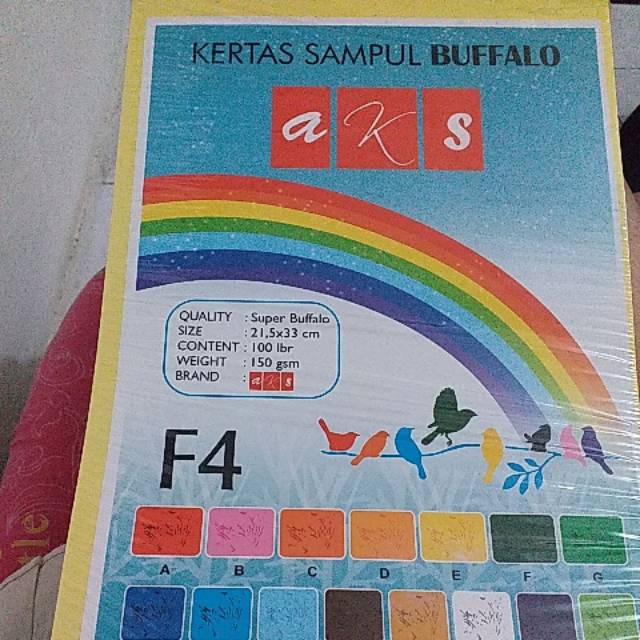 KERTAS SAMPUL BUFFALO
a K s
QUALITY : Super Buffalo
SIZE : 21,5x33 cm
CONTENT : 100 lbr
WEIGHT : 150 gsm
BRAND : aKs
F4
A B C D E F G